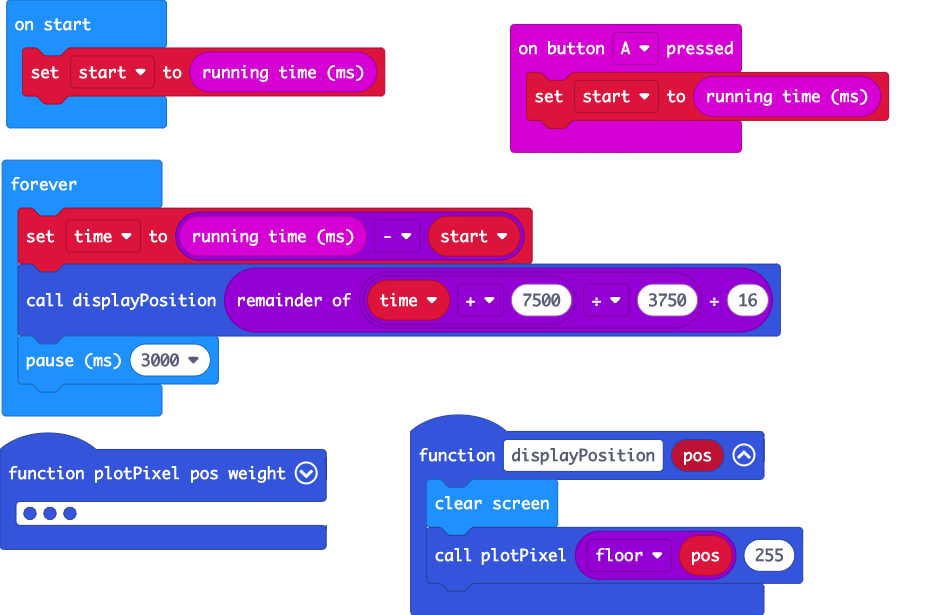 on start
set start to running time (ms)
on button A pressed
set start to running time (ms)
forever
set time to running time (ms) - start
call displayPosition remainder of time + 7500 ÷ 3750 ÷ 16
pause (ms) 3000
function plotPixel pos weight
function displayPosition pos
clear screen
call plotPixel floor pos 255